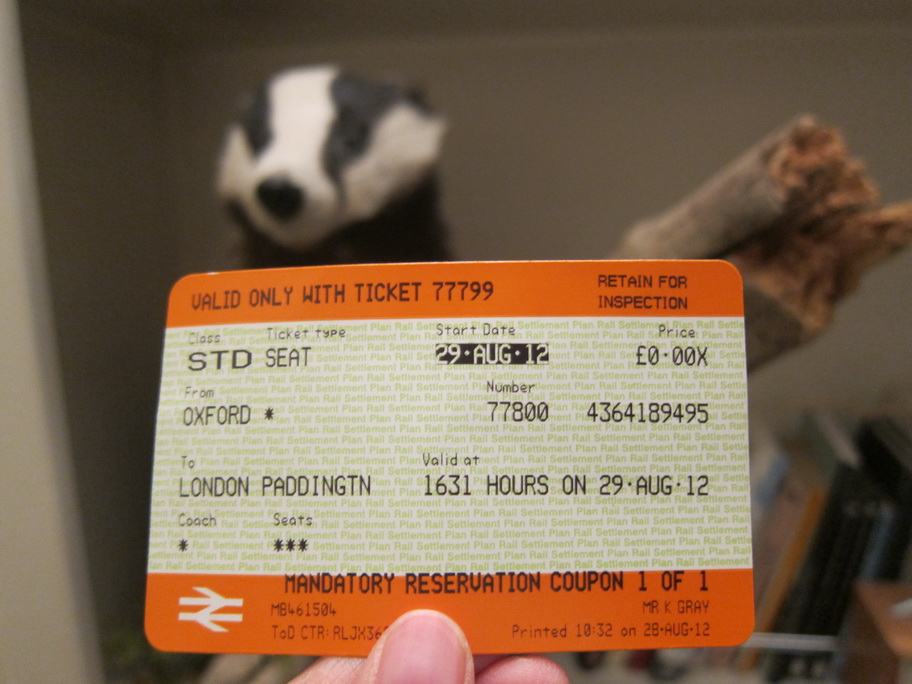 VALID ONLY WITH TICKET 77799 RETAIN FOR
INSPECTION
Class Ticket type Start Date Price
STD SEAT 29·AUG·12 £0·00X
From Number
OXFORD * 77800 4364189495
To Valid at
LONDON PADDINGTN 1631 HOURS ON 29·AUG·12
Coach Seats
* ***
MANDATORY RESERVATION COUPON 1 OF 1
MB461504 MR K GRAY
ToD CTR: Printed 10:32 on 28·AUG·12